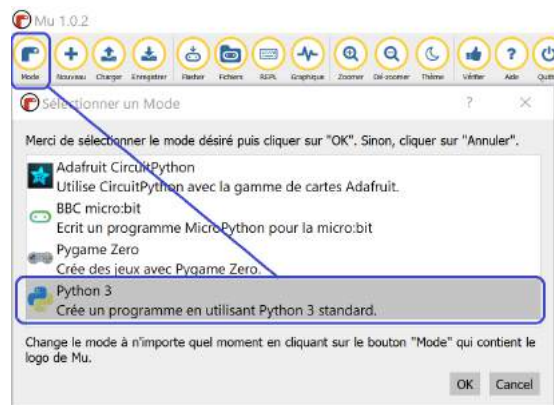 Mu 1.0.2
Mode Nouveau Charger Enregistrer Flasher Fichiers REPL Graphique Zoomer Dé-zoomer Thème Vérifier Aide Quitt
Sélectionner un Mode ? ×
Merci de sélectionner le mode désiré puis cliquer sur "OK". Sinon, cliquer sur "Annuler".
Adafruit CircuitPython
Utilise CircuitPython avec la gamme de cartes Adafruit.
BBC micro:bit
Ecrit un programme MicroPython pour la micro:bit
Pygame Zero
Crée des jeux avec Pygame Zero.
Python 3
Crée un programme en utilisant Python 3 standard.
Change le mode à n'importe quel moment en cliquant sur le bouton "Mode" qui contient le
logo de Mu.
OK Cancel